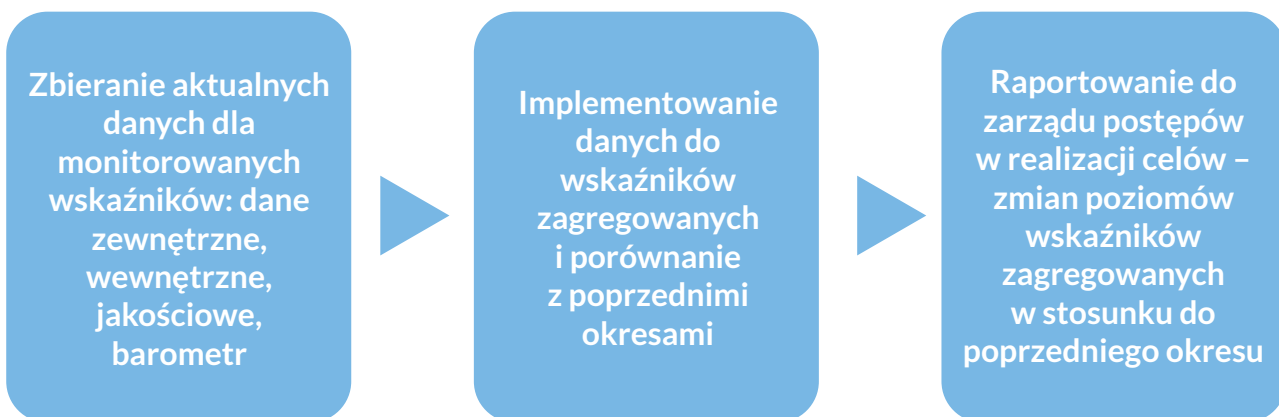 Zbieranie aktualnych
danych dla
monitorowanych
wskaźników: dane
zewnętrzne,
wewnętrzne,
jakościowe,
barometr
Implementowanie
danych do
wskaźników
zagregowanych
i porównanie
z poprzednimi
okresami
Raportowanie do
zarządu postępów
w realizacji celów –
zmian poziomów
wskaźników
zagregowanych
w stosunku do
poprzedniego okresu